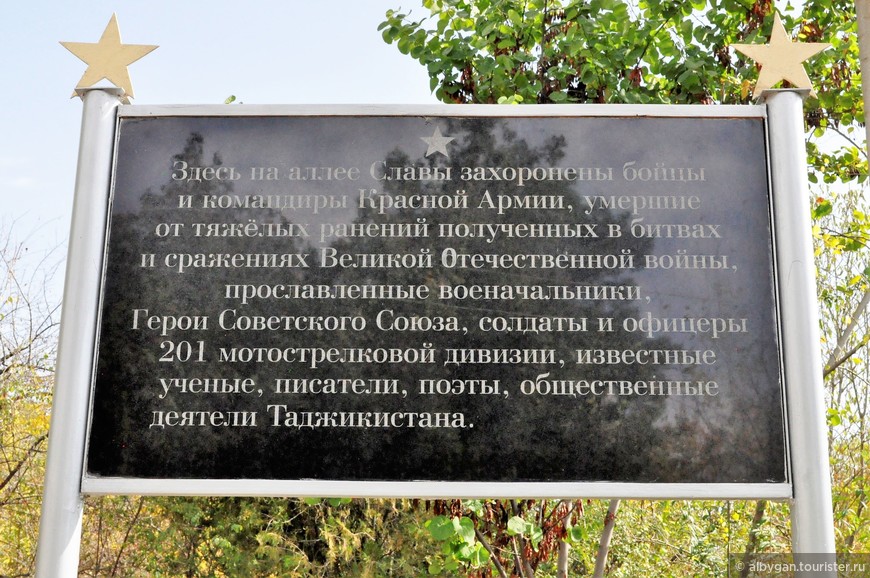 Здесь на аллее Славы захоронены бойцы
и командиры Красной Армии, умершие
от тяжёлых ранений полученных в битвах
и сражениях Великой Отечественной войны,
прославленные военачальники,
Герои Советского Союза, солдаты и офицеры
201 мотострелковой дивизии, известные
ученые, писатели, поэты, общественные
деятели Таджикистана.
© albygan.tourister.ru